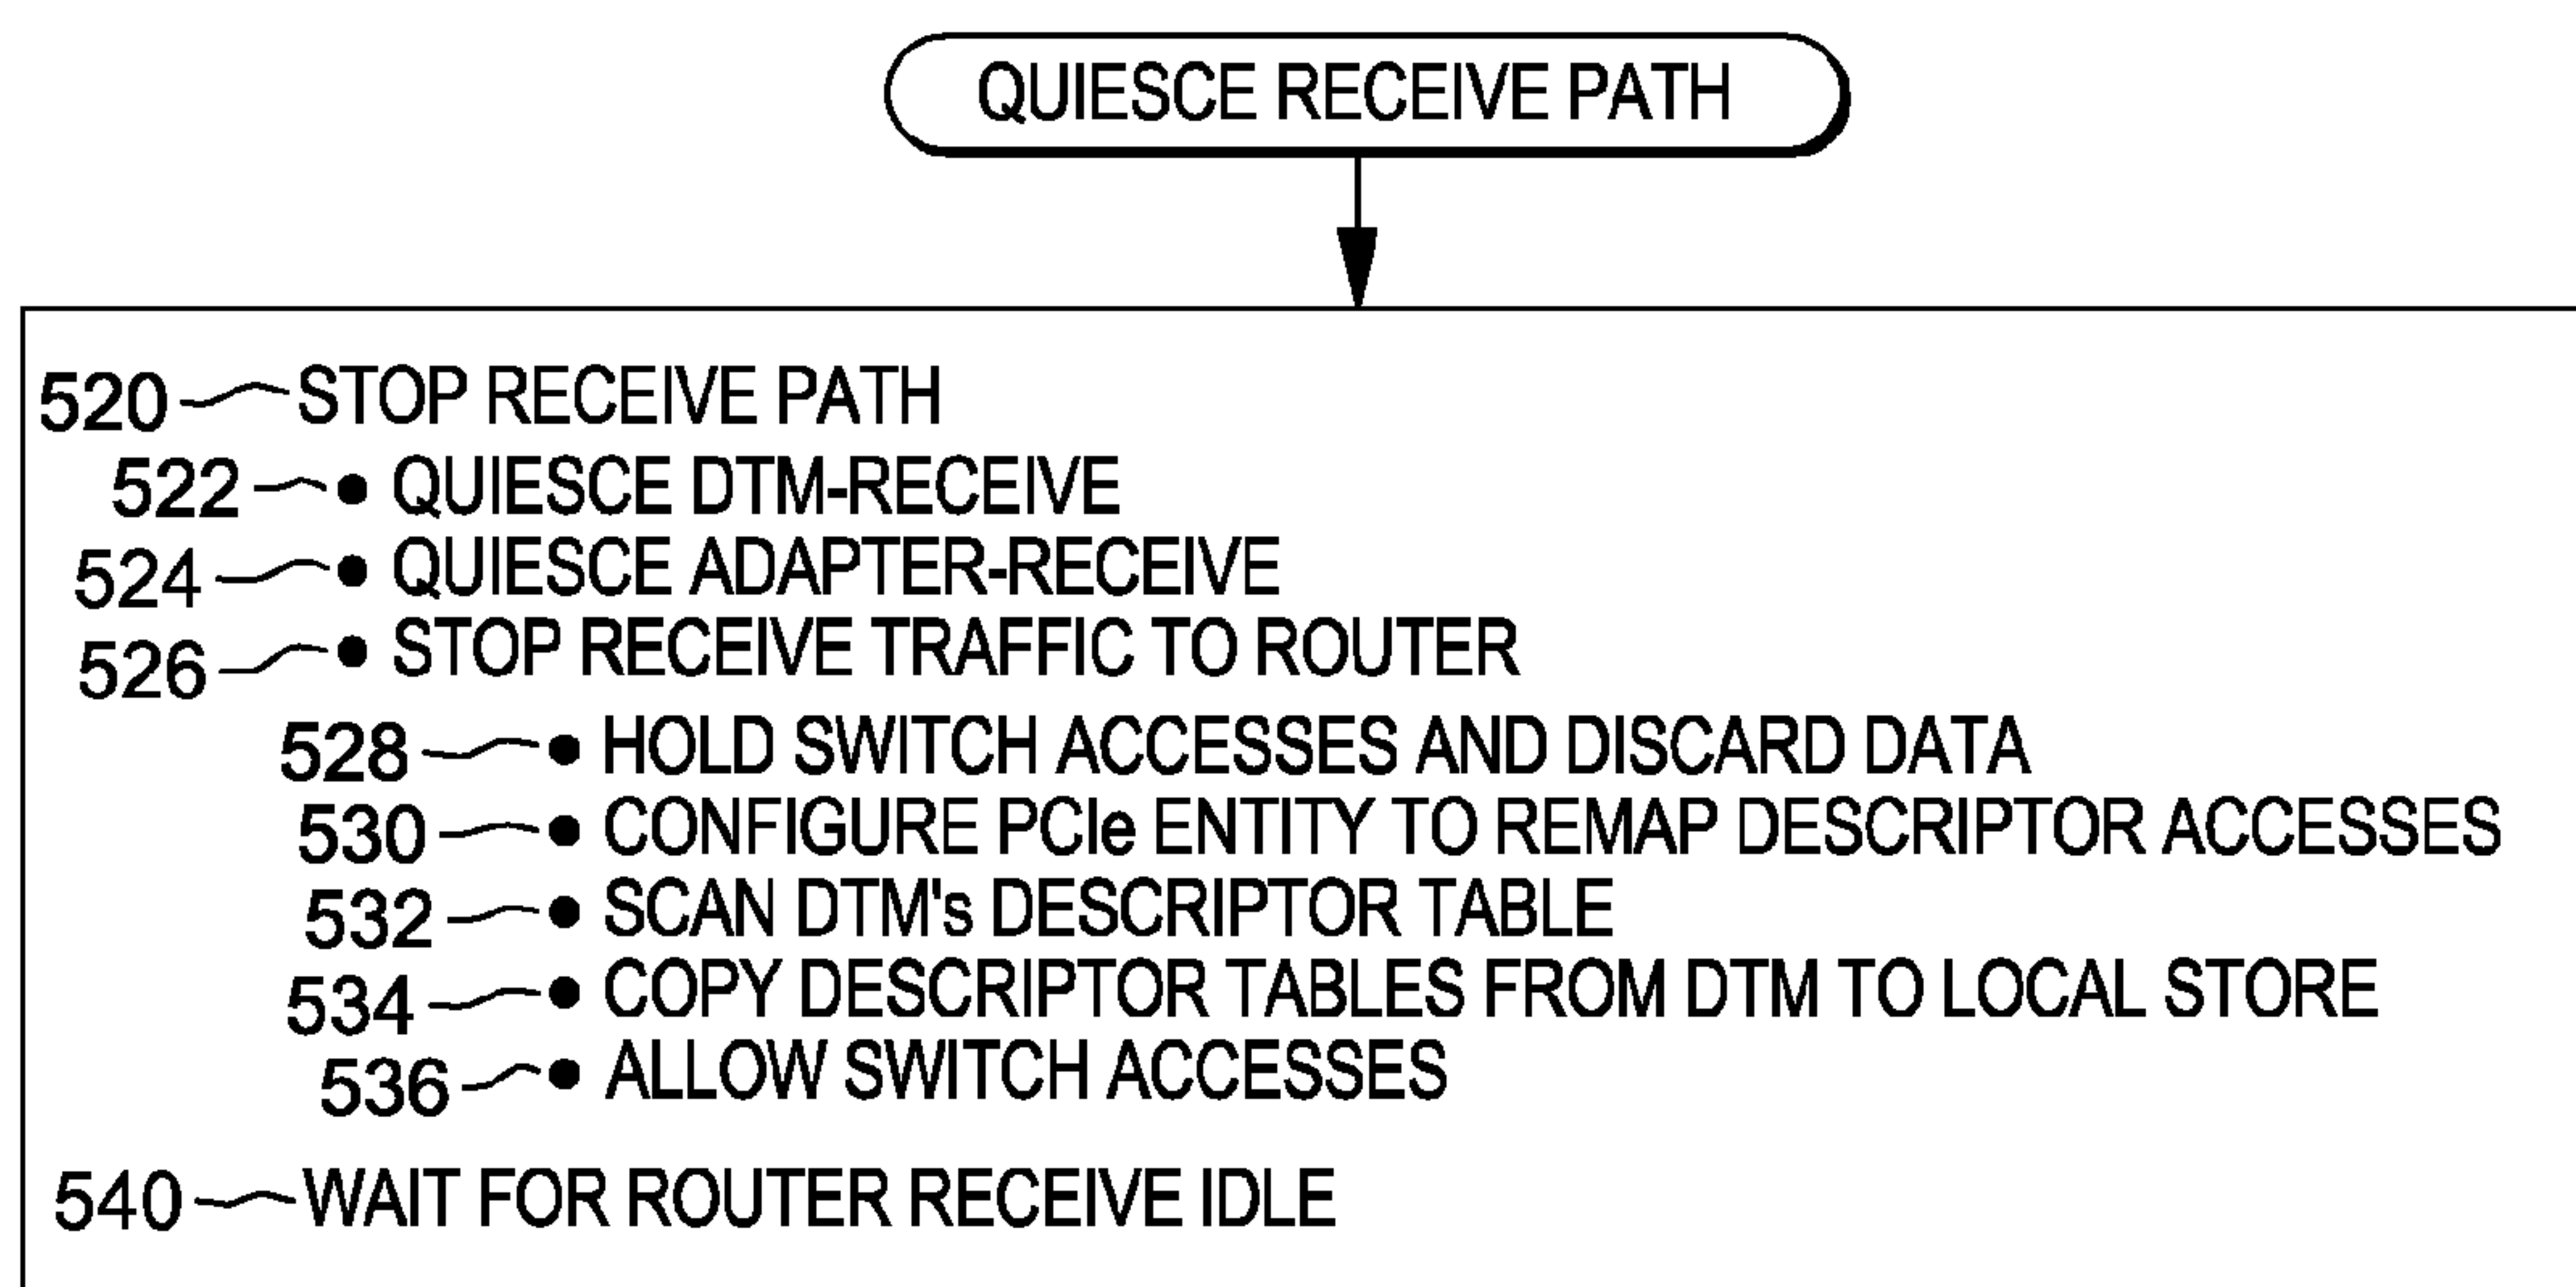 QUIESCE RECEIVE PATH
520 STOP RECEIVE PATH
522 • QUIESCE DTM-RECEIVE
524 • QUIESCE ADAPTER-RECEIVE
526 • STOP RECEIVE TRAFFIC TO ROUTER
528 • HOLD SWITCH ACCESSES AND DISCARD DATA
530 • CONFIGURE PCIe ENTITY TO REMAP DESCRIPTOR ACCESSES
532 • SCAN DTM's DESCRIPTOR TABLE
534 • COPY DESCRIPTOR TABLES FROM DTM TO LOCAL STORE
536 • ALLOW SWITCH ACCESSES
540 WAIT FOR ROUTER RECEIVE IDLE